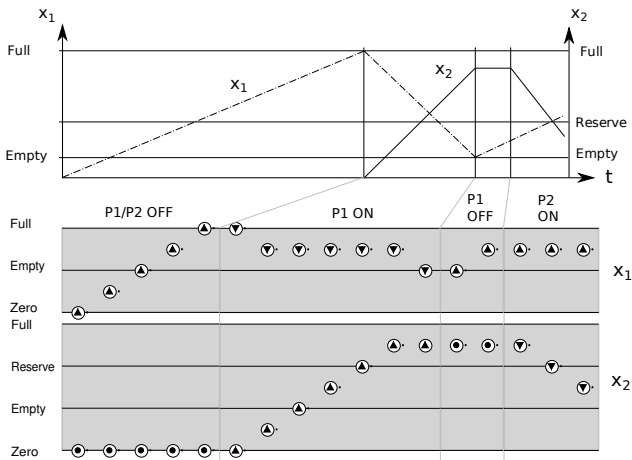 x1 x2
Full Full
x1 x2
Reserve
Empty Empty
t
P1/P2 OFF P1 ON P1 OFF P2 ON
Full
Empty
x1
Zero
Full
Reserve
x2
Empty
Zero